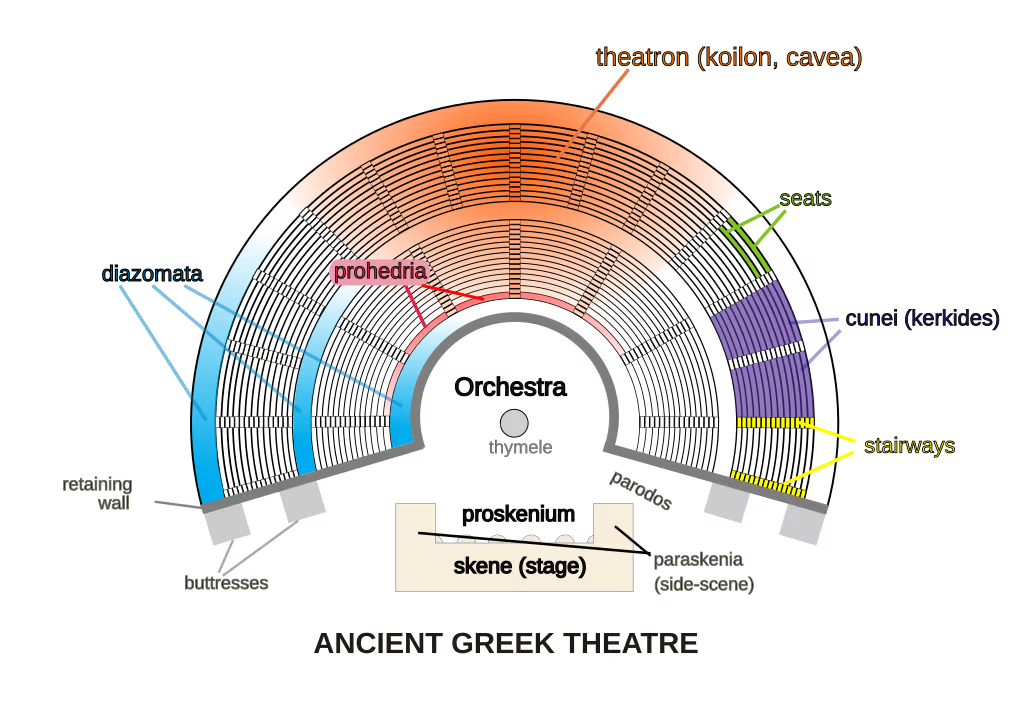 theatron (koilon, cavea)
seats
diazomata
prohedria
cunei (kerkides)
Orchestra
thymele
stairways
retaining
wall
parodos
proskenium
skene (stage)
paraskenia
(side-scene)
buttresses
ANCIENT GREEK THEATRE